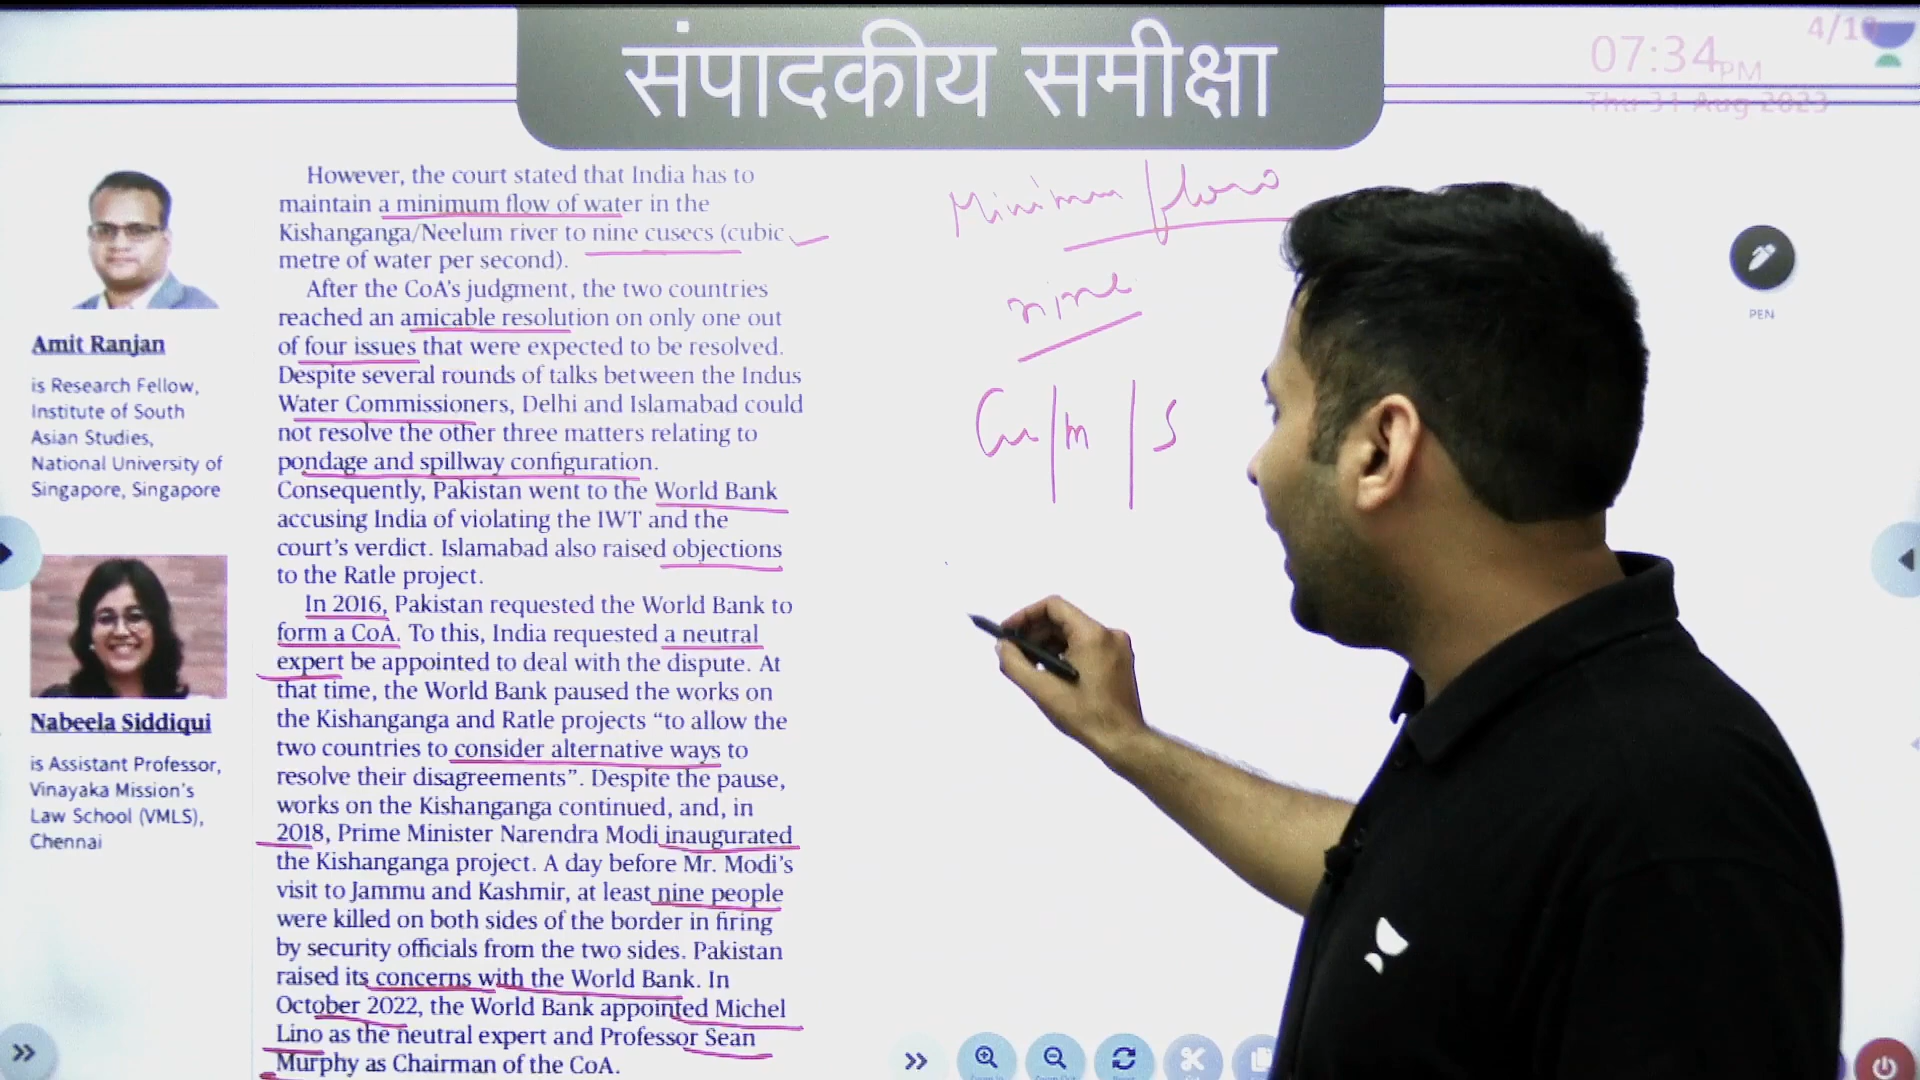 संपादकीय समीक्षा
4/10
07:34PM
Thu 31 Aug 2023
However, the court stated that India has to
maintain a minimum flow of water in the
Kishanganga/Neelum river to nine cusecs (cubic
metre of water per second).
After the CoA's judgment, the two countries
reached an amicable resolution on only one out
of four issues that were expected to be resolved.
Despite several rounds of talks between the Indus
Water Commissioners, Delhi and Islamabad could
not resolve the other three matters relating to
pondage and spillway configuration.
Consequently, Pakistan went to the World Bank
accusing India of violating the IWT and the
court's verdict. Islamabad also raised objections
to the Ratle project.
In 2016, Pakistan requested the World Bank to
form a CoA. To this, India requested a neutral
expert be appointed to deal with the dispute. At
that time, the World Bank paused the works on
the Kishanganga and Ratle projects “to allow the
two countries to consider alternative ways to
resolve their disagreements”. Despite the pause,
works on the Kishanganga continued, and, in
2018, Prime Minister Narendra Modi inaugurated
the Kishanganga project. A day before Mr. Modi's
visit to Jammu and Kashmir, at least nine people
were killed on both sides of the border in firing
by security officials from the two sides. Pakistan
raised its concerns with the World Bank. In
October 2022, the World Bank appointed Michel
Lino as the neutral expert and Professor Sean
Murphy as Chairman of the CoA.
Amit Ranjan
is Research Fellow,
Institute of South
Asian Studies,
National University of
Singapore, Singapore
Nabeela Siddiqui
is Assistant Professor,
Vinayaka Mission's
Law School (VMLS),
Chennai
Minimum flow
nine
Cu/m/s
PEN